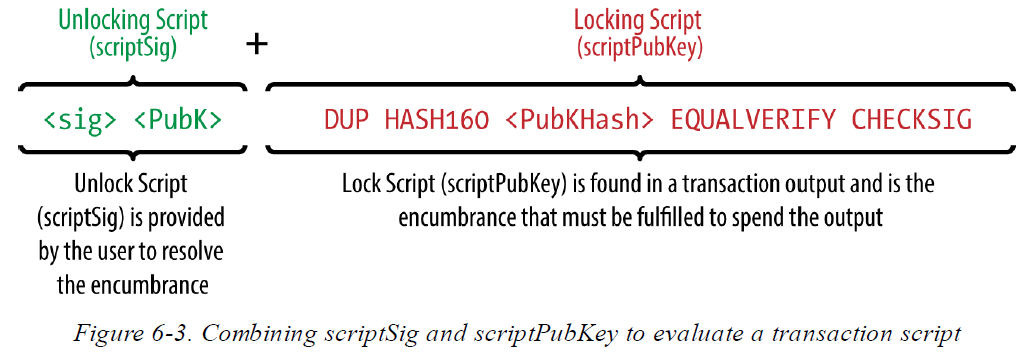 Unlocking Script
(scriptSig)
+
Locking Script
(scriptPubKey)
<sig> <PubK>
DUP HASH160 <PubKHash> EQUALVERIFY CHECKSIG
Unlock Script
(scriptSig) is provided
by the user to resolve
the encumbrance
Lock Script (scriptPubKey) is found in a transaction output and is the
encumbrance that must be fulfilled to spend the output
Figure 6-3. Combining scriptSig and scriptPubKey to evaluate a transaction script